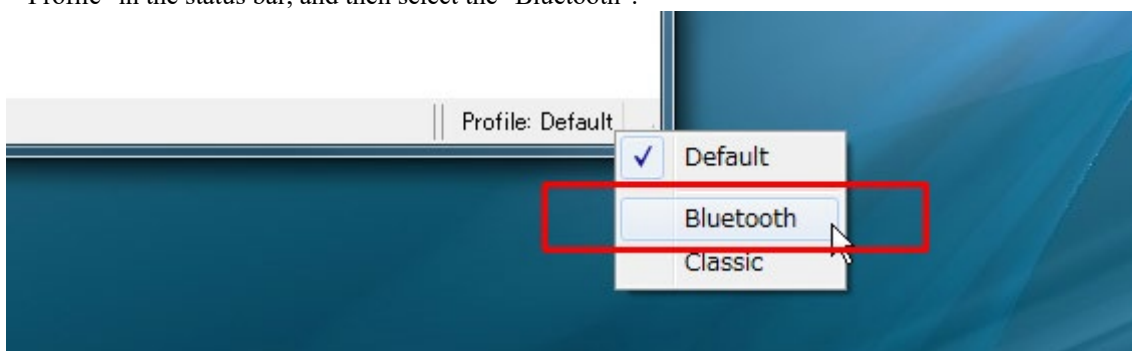 "Profile" in the status bar, and then select the "Bluetooth".
Profile: Default
Default
Bluetooth
Classic